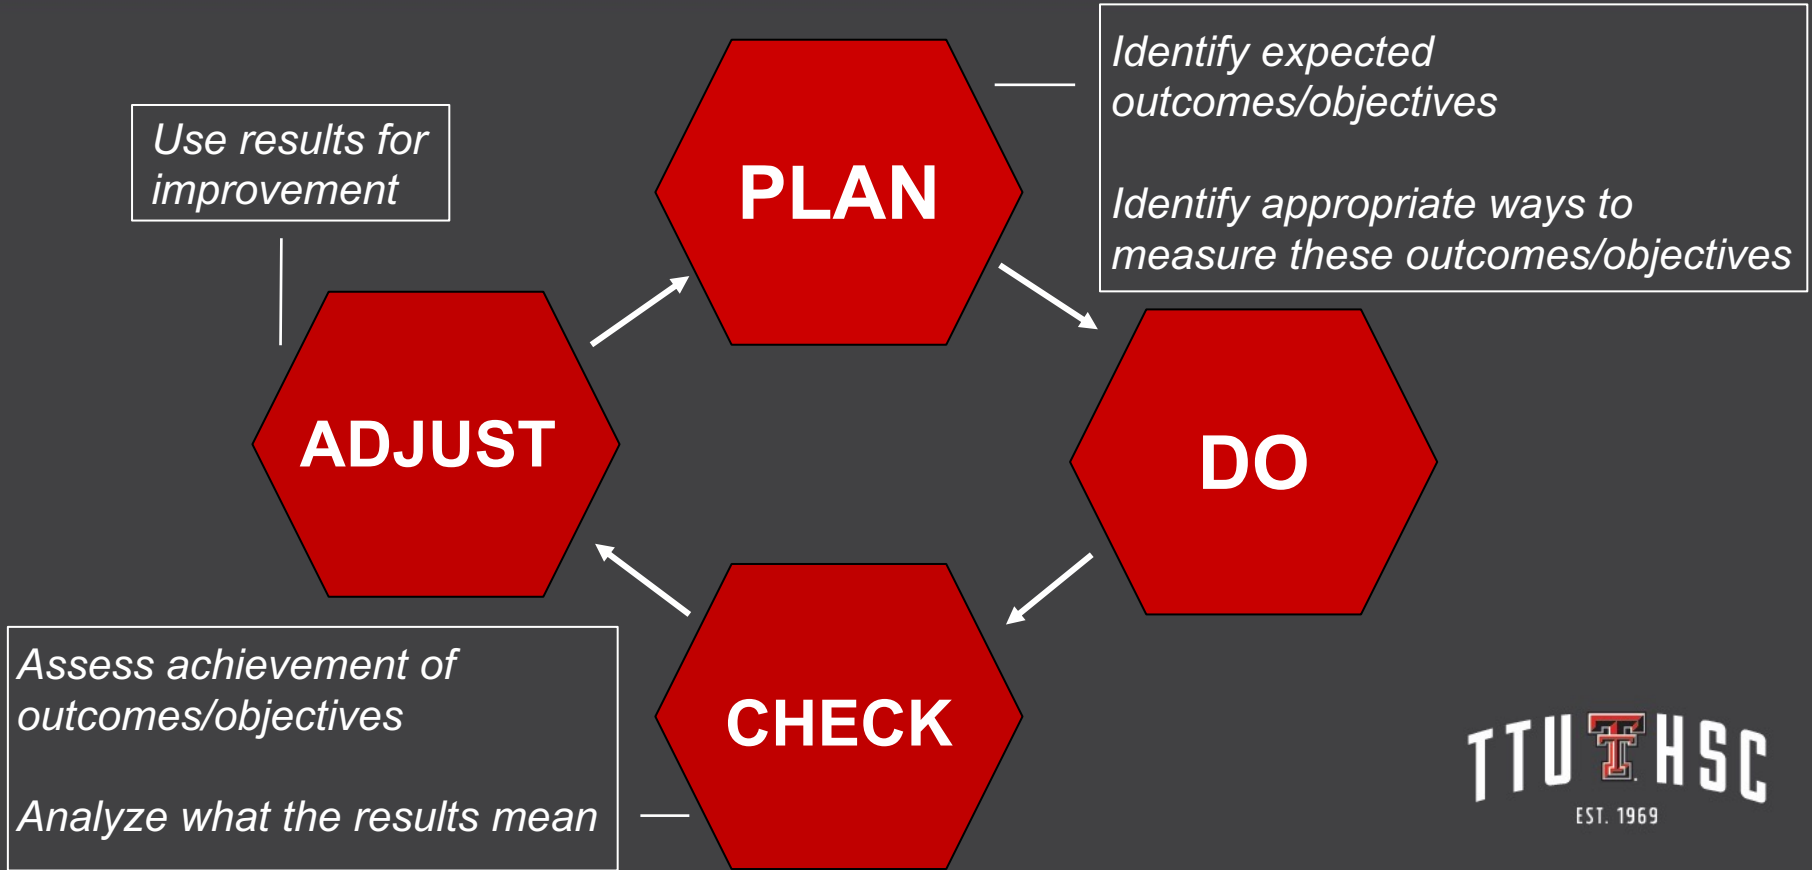 Identify expected
outcomes/objectives
Identify appropriate ways to
measure these outcomes/objectives
Use results for
improvement
PLAN
ADJUST
DO
CHECK
Assess achievement of
outcomes/objectives
Analyze what the results mean
TTU TT HSC
EST. 1969